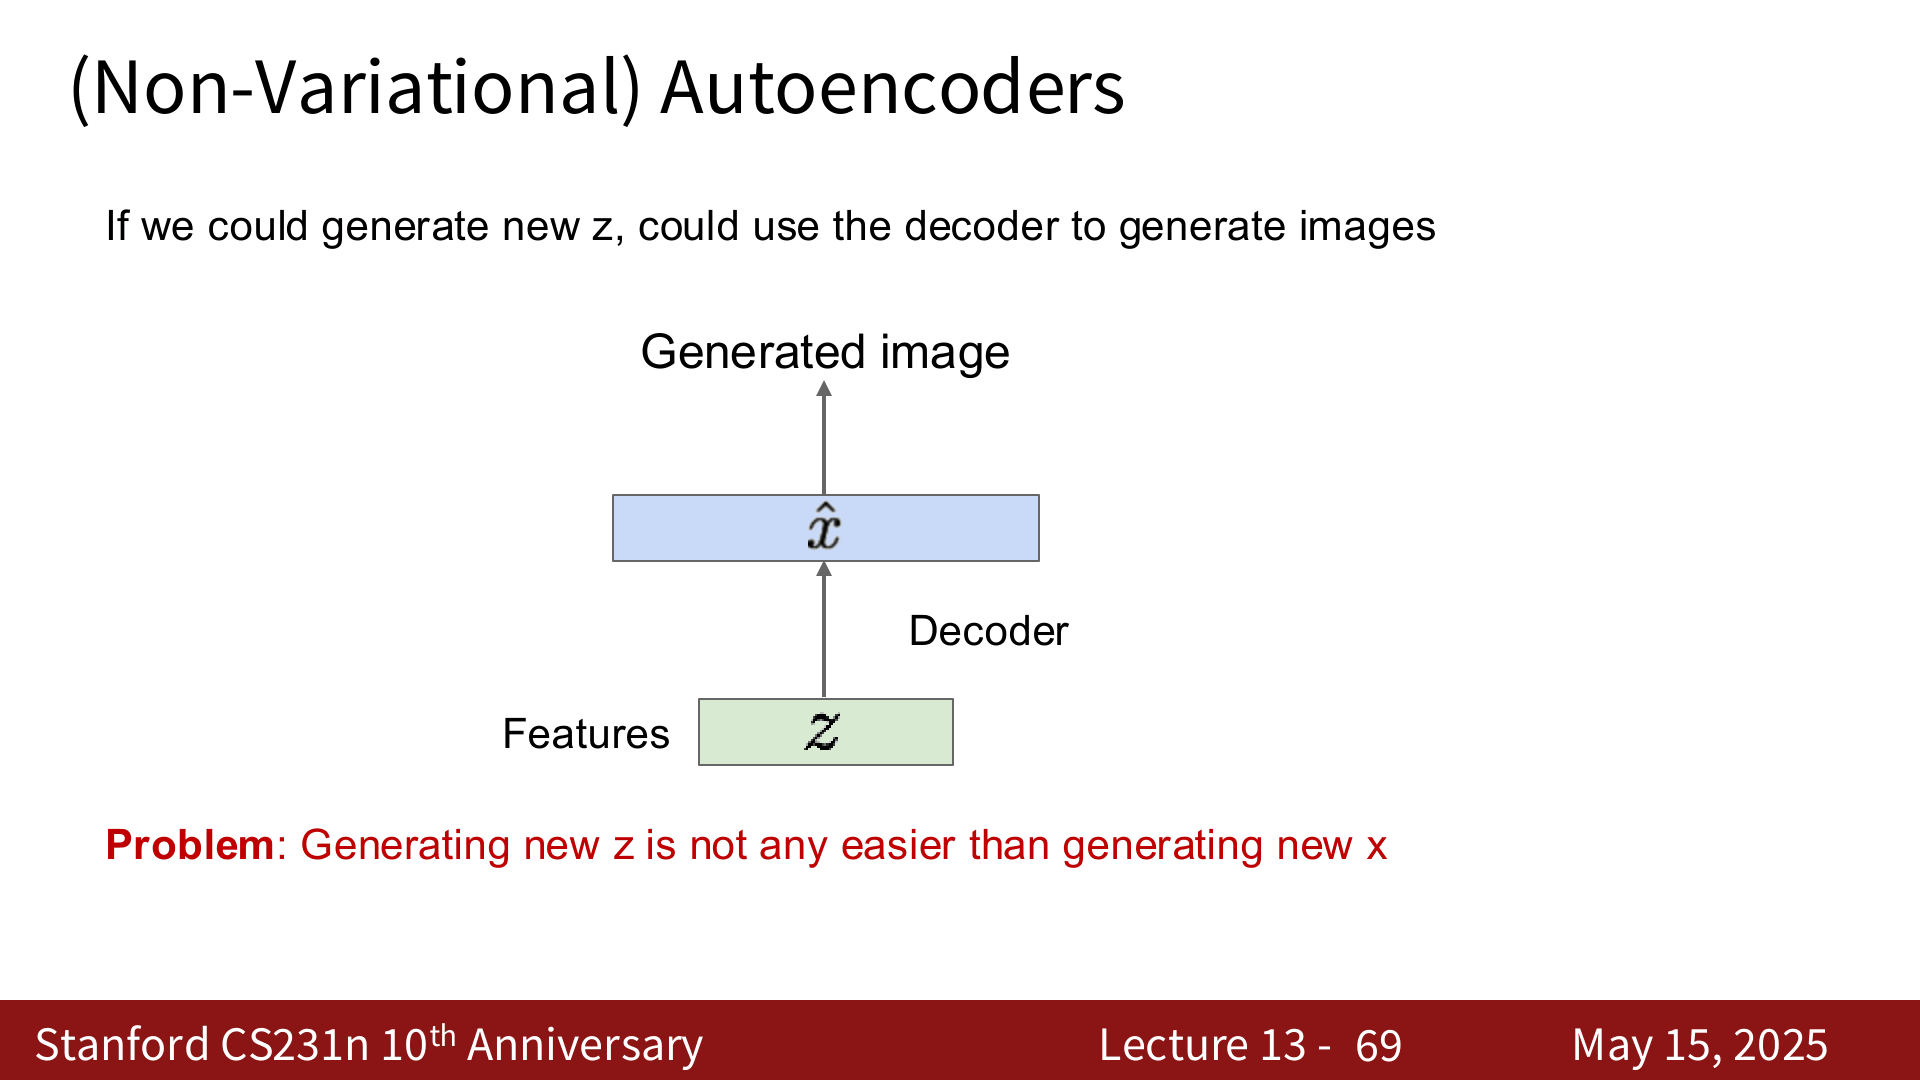 (Non-Variational) Autoencoders
If we could generate new z, could use the decoder to generate images
Generated image
x̂
Decoder
Features
z
Problem: Generating new z is not any easier than generating new x
Stanford CS231n 10th Anniversary
Lecture 13 - 69
May 15, 2025